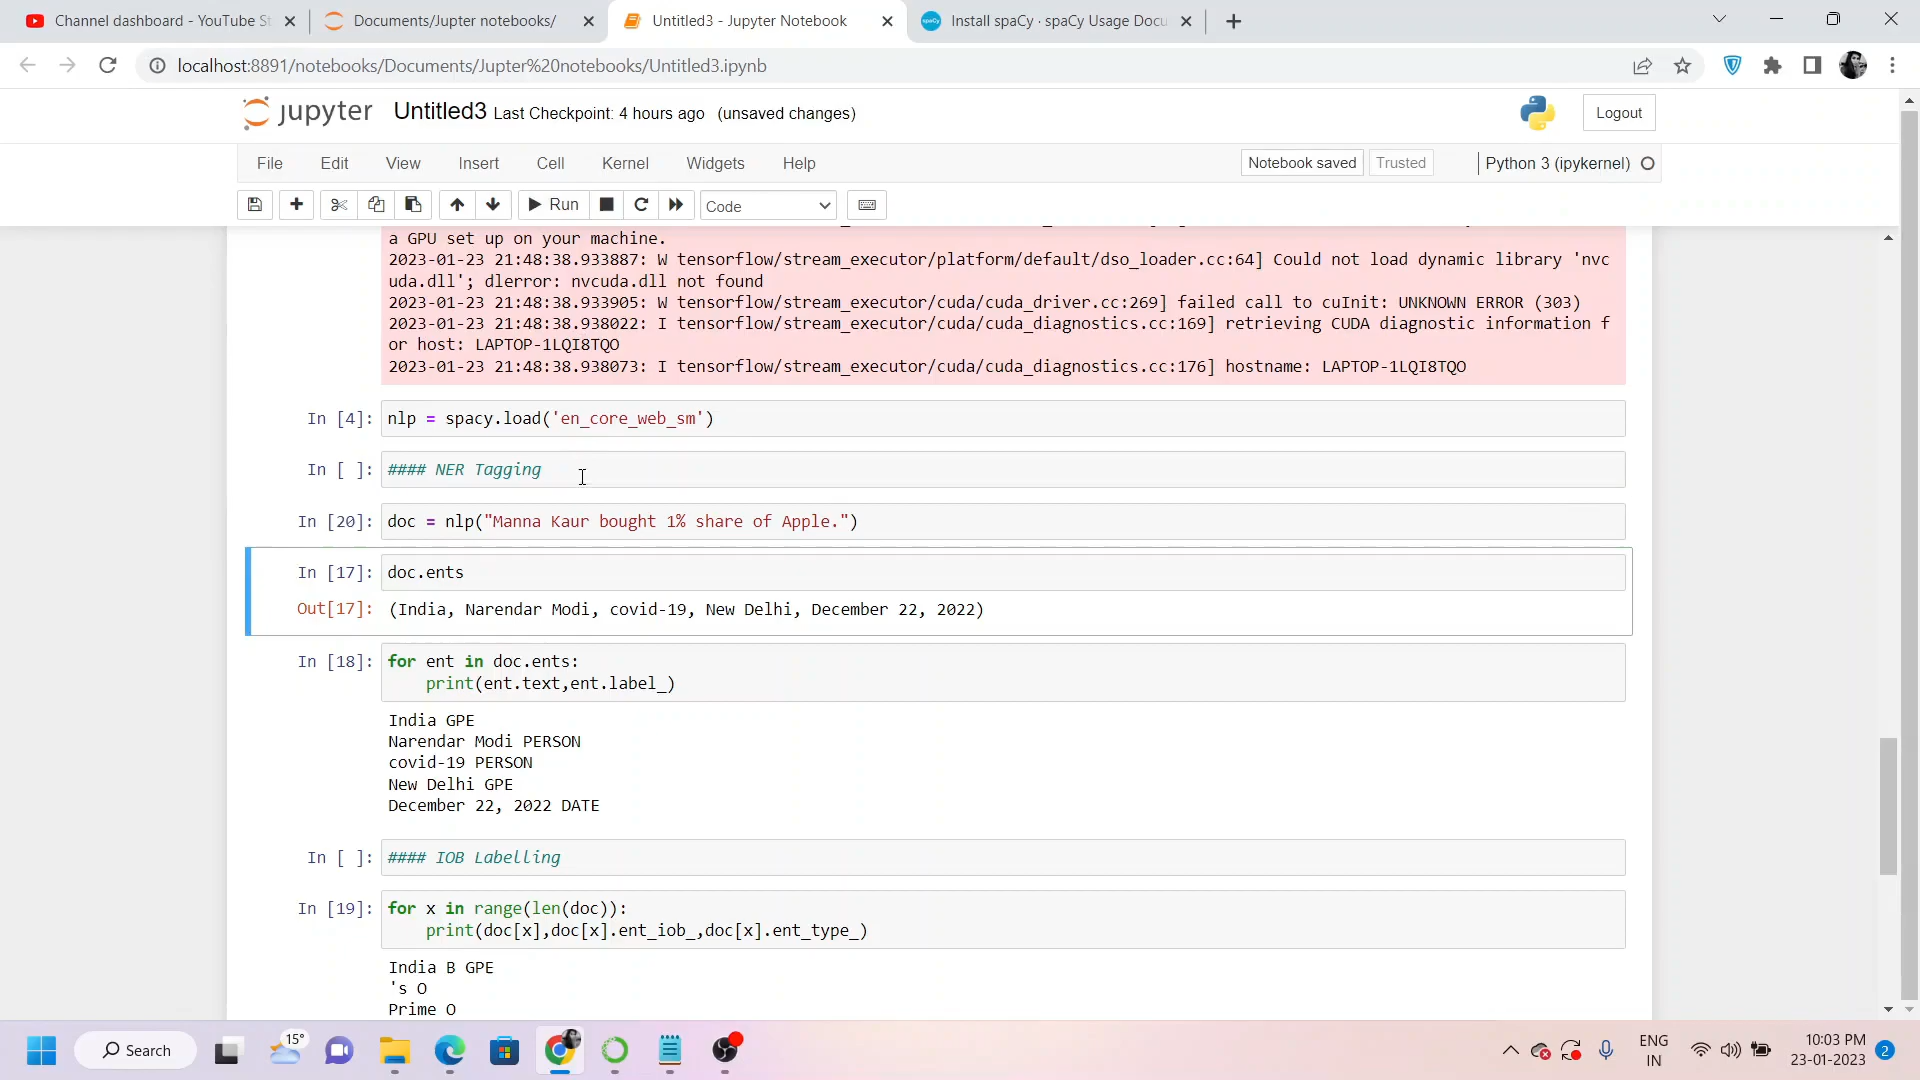 Channel dashboard - YouTube St
Documents/Jupter notebooks/
Untitled3 - Jupyter Notebook
Install spaCy · spaCy Usage Docu
localhost:8891/notebooks/Documents/Jupter%20notebooks/Untitled3.ipynb
jupyter Untitled3 Last Checkpoint: 4 hours ago (unsaved changes)
Logout
File Edit View Insert Cell Kernel Widgets Help
Notebook saved Trusted Python 3 (ipykernel)
Run Code
a GPU set up on your machine.
2023-01-23 21:48:38.933887: W tensorflow/stream_executor/platform/default/dso_loader.cc:64] Could not load dynamic library 'nvc
uda.dll'; dlerror: nvcuda.dll not found
2023-01-23 21:48:38.933905: W tensorflow/stream_executor/cuda/cuda_driver.cc:269] failed call to cuInit: UNKNOWN ERROR (303)
2023-01-23 21:48:38.938022: I tensorflow/stream_executor/cuda/cuda_diagnostics.cc:169] retrieving CUDA diagnostic information f
or host: LAPTOP-1LQI8TQO
2023-01-23 21:48:38.938073: I tensorflow/stream_executor/cuda/cuda_diagnostics.cc:176] hostname: LAPTOP-1LQI8TQO
In [4]: nlp = spacy.load('en_core_web_sm')
In [ ]: #### NER Tagging
In [20]: doc = nlp("Manna Kaur bought 1% share of Apple.")
In [17]: doc.ents
Out[17]: (India, Narendar Modi, covid-19, New Delhi, December 22, 2022)
In [18]: for ent in doc.ents:
print(ent.text,ent.label_)
India GPE
Narendar Modi PERSON
covid-19 PERSON
New Delhi GPE
December 22, 2022 DATE
In [ ]: #### IOB Labelling
In [19]: for x in range(len(doc)):
print(doc[x],doc[x].ent_iob_,doc[x].ent_type_)
India B GPE
's O
Prime O
Search
15°
ENG
IN
10:03 PM
23-01-2023
2